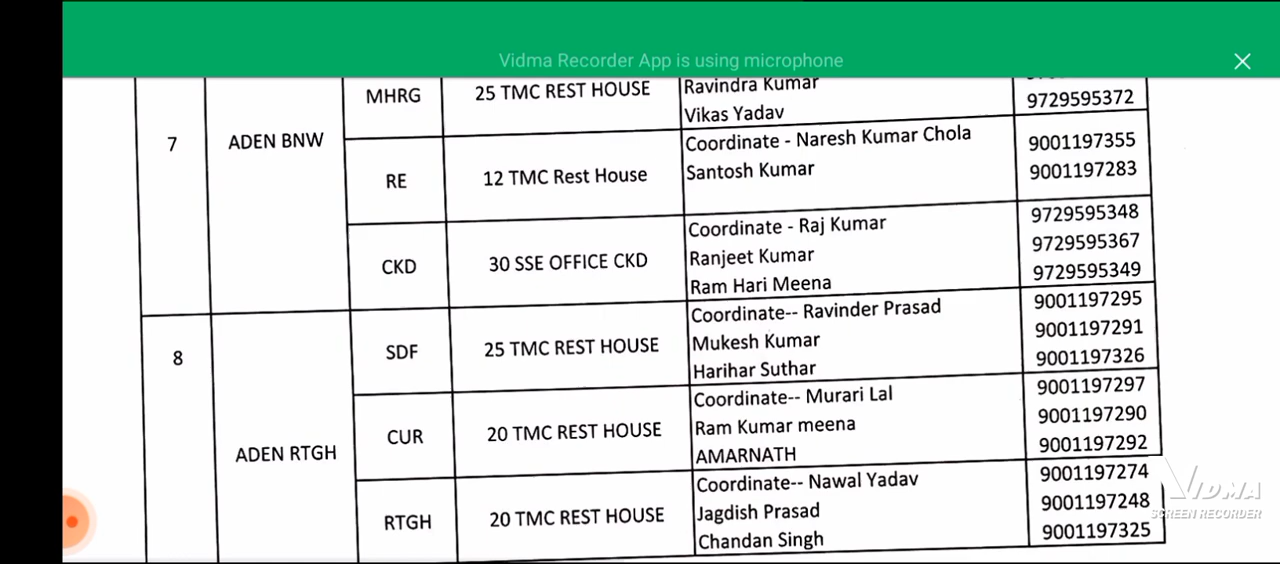 Vidma Recorder App is using microphone
7 ADEN BNW
MHRG 25 TMC REST HOUSE
Ravindra Kumar
Vikas Yadav 9729595372
RE 12 TMC Rest House
Coordinate - Naresh Kumar Chola 9001197355
Santosh Kumar 9001197283
CKD 30 SSE OFFICE CKD
Coordinate - Raj Kumar 9729595348
Ranjeet Kumar 9729595367
Ram Hari Meena 9729595349
8 ADEN RTGH
SDF 25 TMC REST HOUSE
Coordinate-- Ravinder Prasad 9001197295
Mukesh Kumar 9001197291
Harihar Suthar 9001197326
CUR 20 TMC REST HOUSE
Coordinate-- Murari Lal 9001197297
Ram Kumar meena 9001197290
AMARNATH 9001197292
RTGH 20 TMC REST HOUSE
Coordinate-- Nawal Yadav 9001197274
Jagdish Prasad 9001197248
Chandan Singh 9001197325
VIDMA
SCREEN RECORDER